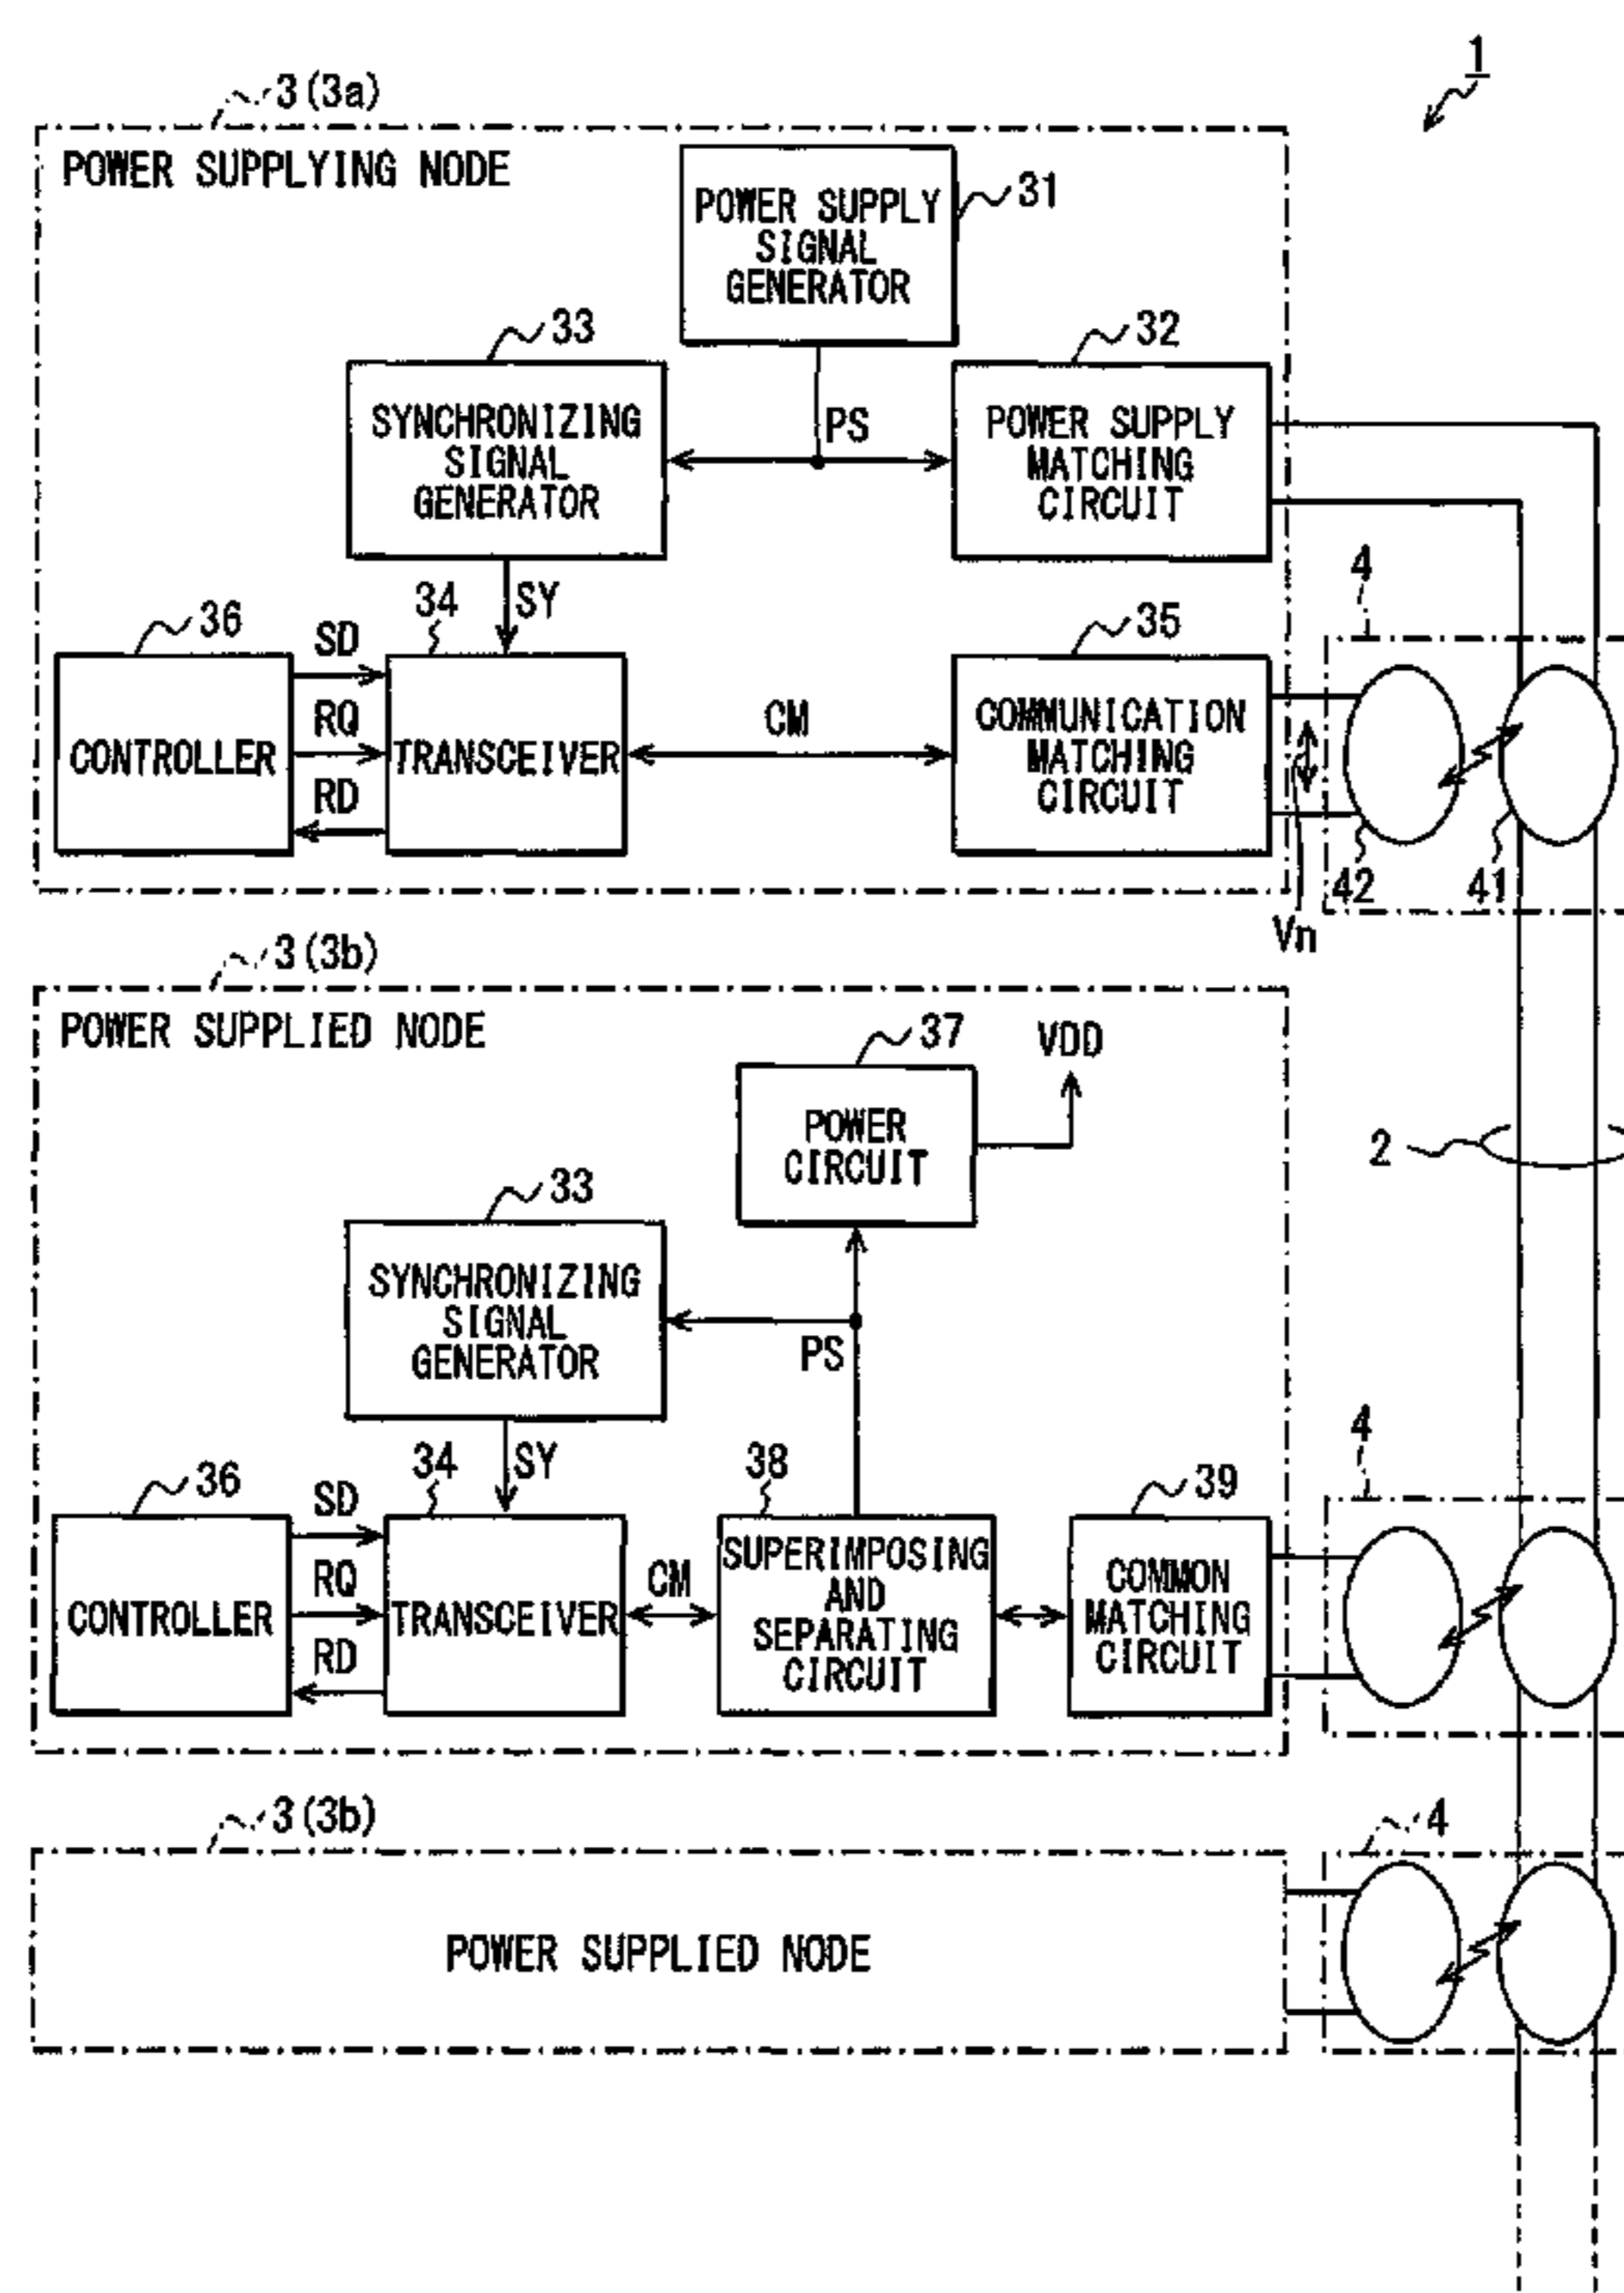 1
3(3a)
POWER SUPPLYING NODE
POWER SUPPLY
SIGNAL
GENERATOR
31
33
SYNCHRONIZING
SIGNAL
GENERATOR
PS
32
POWER SUPPLY
MATCHING
CIRCUIT
36
CONTROLLER
SD
RQ
RD
34
SY
TRANSCEIVER
CM
35
COMMUNICATION
MATCHING
CIRCUIT
4
42
41
Vn
3(3b)
POWER SUPPLIED NODE
37
POWER
CIRCUIT
VDD
2
33
SYNCHRONIZING
SIGNAL
GENERATOR
PS
36
CONTROLLER
SD
RQ
RD
34
SY
TRANSCEIVER
CM
38
SUPERIMPOSING
AND
SEPARATING
CIRCUIT
39
COMMON
MATCHING
CIRCUIT
4
3(3b)
POWER SUPPLIED NODE
4